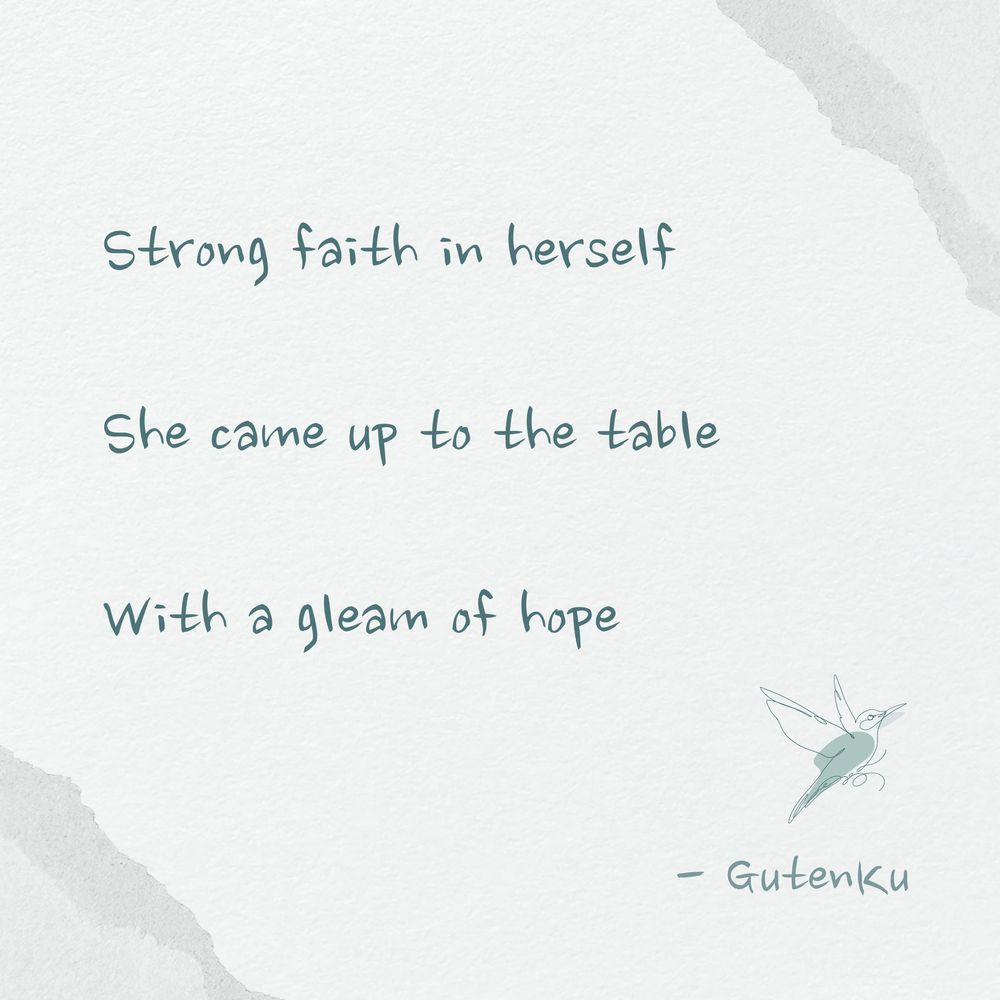 Strong faith in herself
She came up to the table
With a gleam of hope
- GutenKu